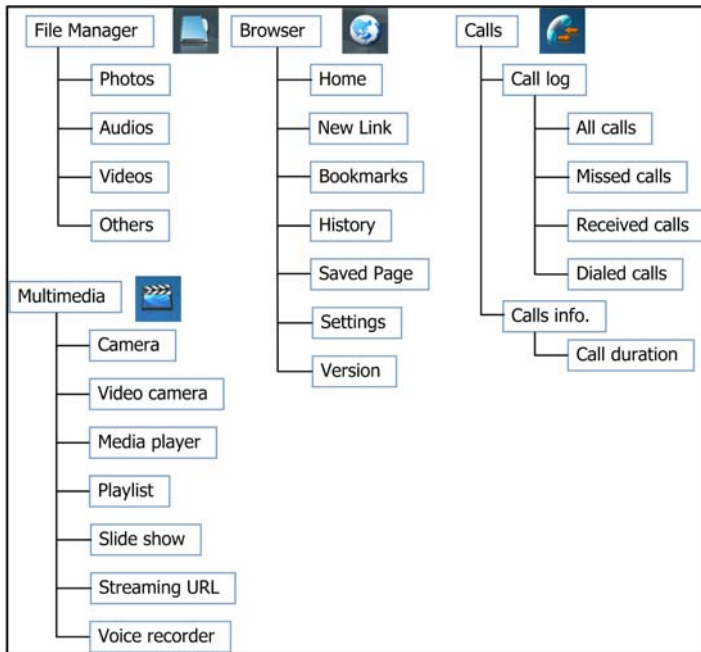 File Manager
Photos
Audios
Videos
Others
Multimedia
Camera
Video camera
Media player
Playlist
Slide show
Streaming URL
Voice recorder
Browser
Home
New Link
Bookmarks
History
Saved Page
Settings
Version
Calls
Call log
All calls
Missed calls
Received calls
Dialed calls
Calls info.
Call duration